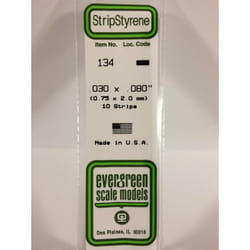 StripStyrene
Item No. Loc. Code
134
.030 x .080"
(0.75 x 2.0 mm)
10 Strips
Made in U.S.A.
evergreen
scale models
Des Plaines, IL 60018